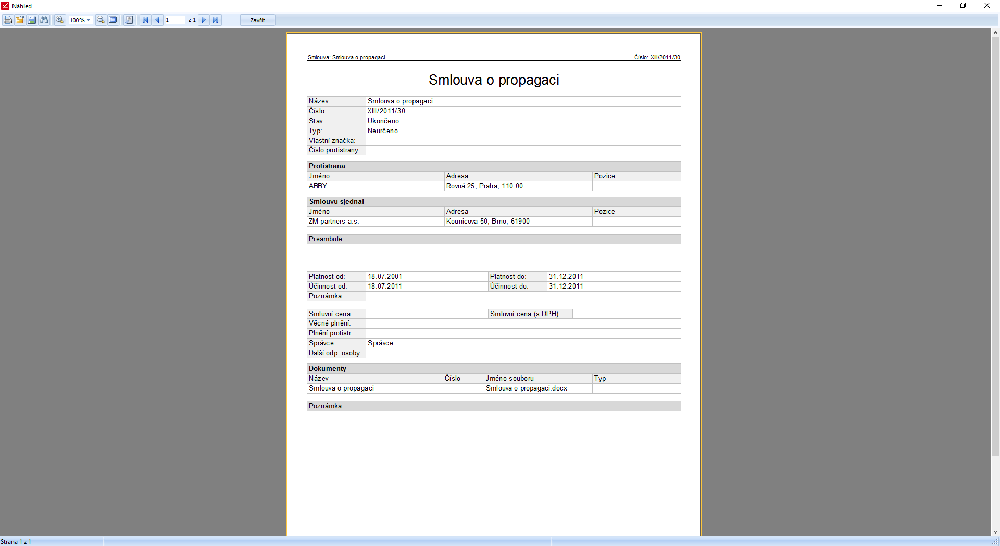 Náhled
100%
1
z 1
Zavřít
Smlouva: Smlouva o propagaci Číslo: XIII/2011/30
Smlouva o propagaci
Název: Smlouva o propagaci
Číslo: XIII/2011/30
Stav: Ukončeno
Typ: Neurčeno
Vlastní značka:
Číslo protistrany:
Protistrana
Jméno Adresa Pozice
ABBY Rovná 25, Praha, 110 00
Smlouvu sjednal
Jméno Adresa Pozice
ZM partners a.s. Kounicova 50, Brno, 61900
Preambule:
Platnost od: 18.07.2001 Platnost do: 31.12.2011
Účinnost od: 18.07.2011 Účinnost do: 31.12.2011
Poznámka:
Smluvní cena: Smluvní cena (s DPH):
Věcné plnění:
Plnění protistr.:
Správce: Správce
Další odp. osoby:
Dokumenty
Název Číslo Jméno souboru Typ
Smlouva o propagaci Smlouva o propagaci.docx
Poznámka:
Strana 1 z 1